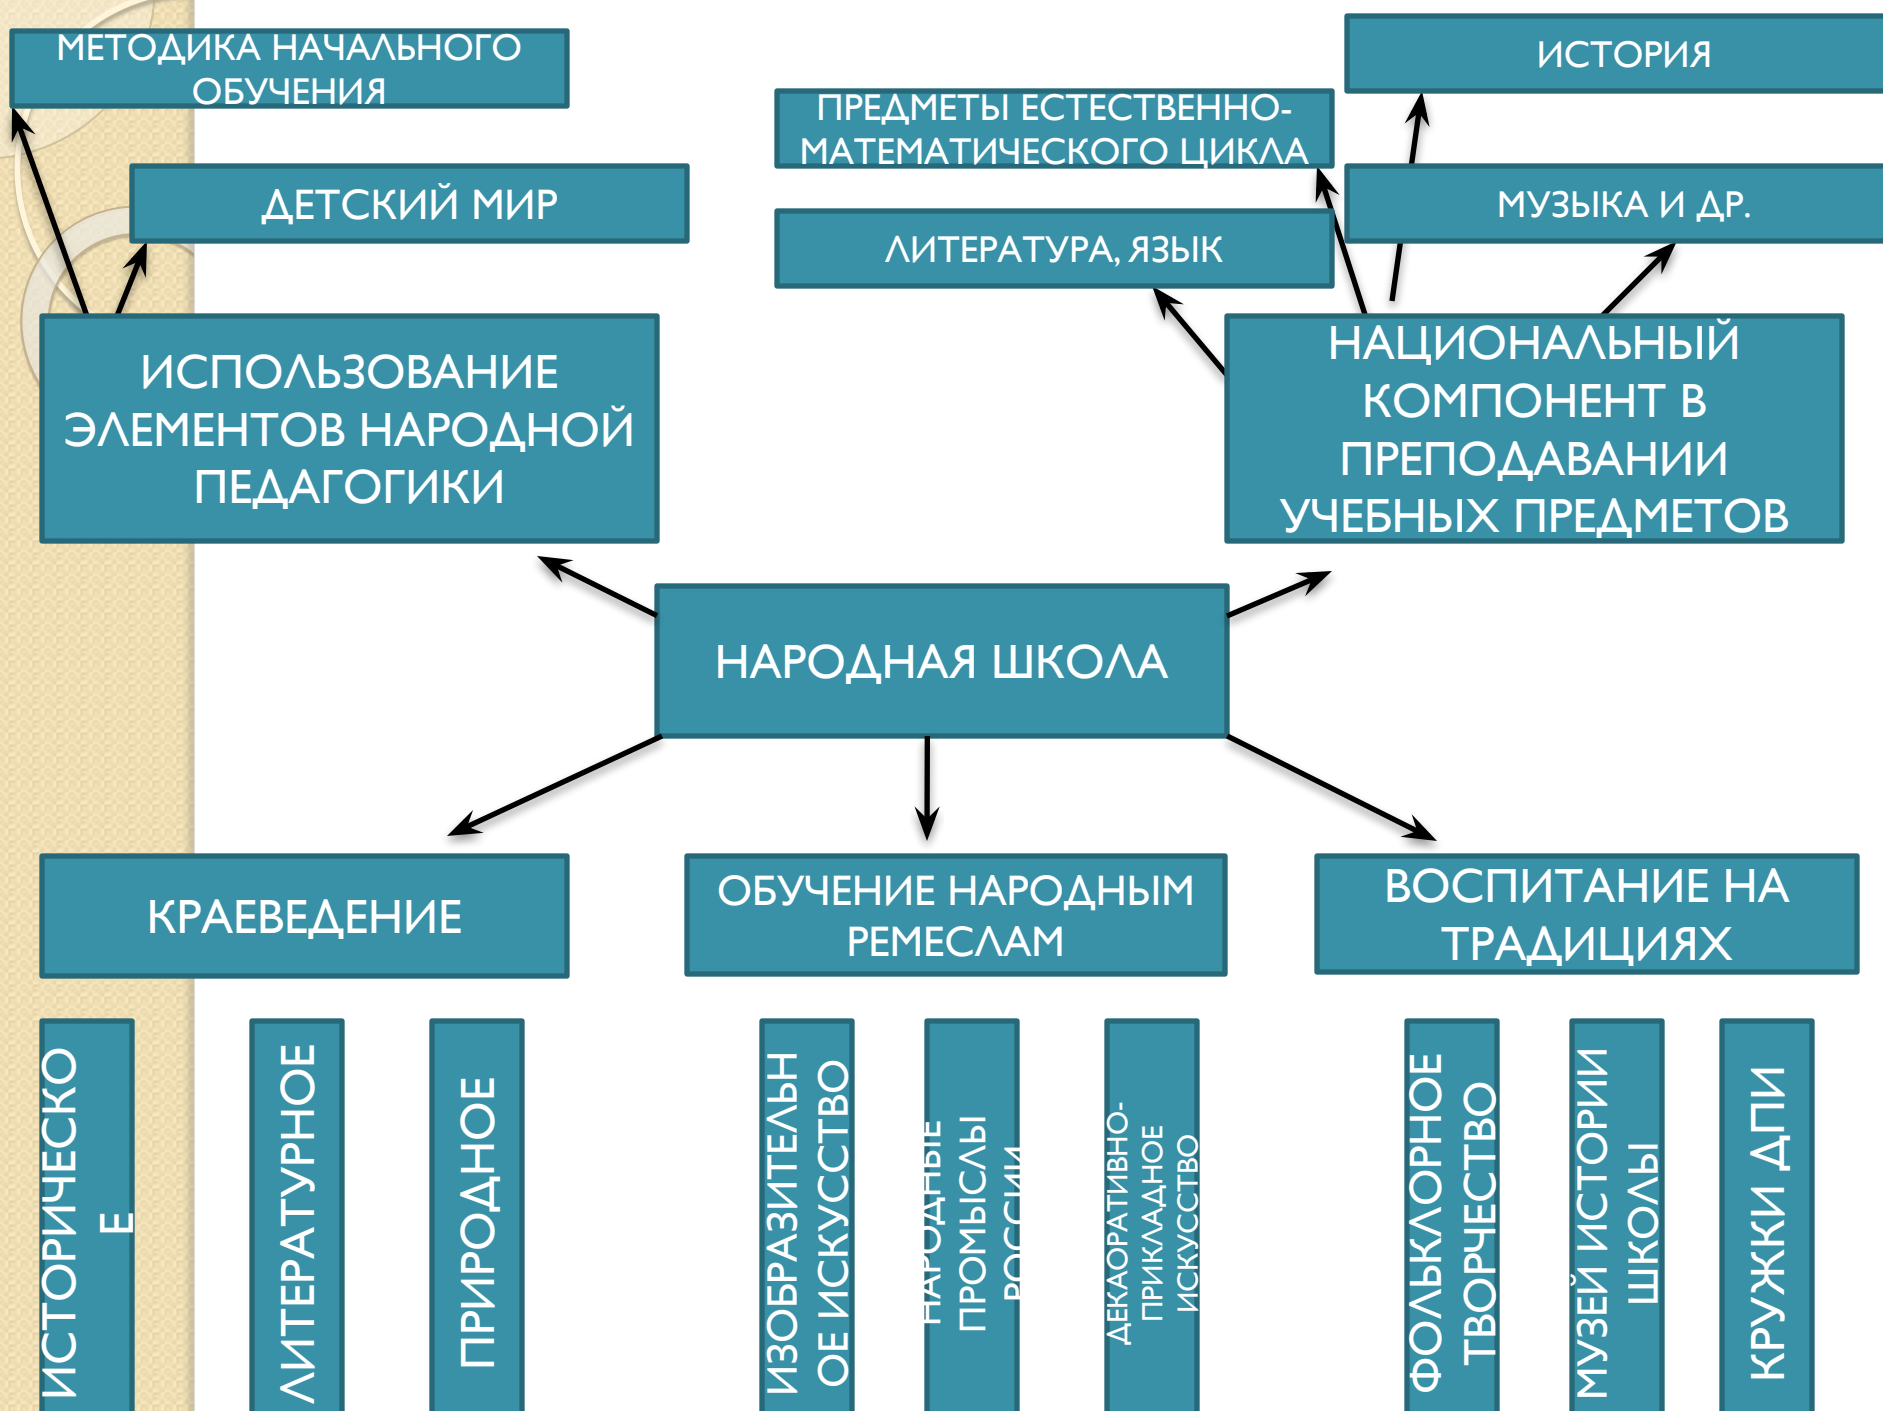 МЕТОДИКА НАЧАЛЬНОГО
ОБУЧЕНИЯ
ИСТОРИЯ
ПРЕДМЕТЫ ЕСТЕСТВЕННО-
МАТЕМАТИЧЕСКОГО ЦИКЛА
ДЕТСКИЙ МИР
МУЗЫКА И ДР.
ЛИТЕРАТУРА, ЯЗЫК
ИСПОЛЬЗОВАНИЕ
ЭЛЕМЕНТОВ НАРОДНОЙ
ПЕДАГОГИКИ
НАЦИОНАЛЬНЫЙ
КОМПОНЕНТ В
ПРЕПОДАВАНИИ
УЧЕБНЫХ ПРЕДМЕТОВ
НАРОДНАЯ ШКОЛА
КРАЕВЕДЕНИЕ
ОБУЧЕНИЕ НАРОДНЫМ
РЕМЕСЛАМ
ВОСПИТАНИЕ НА
ТРАДИЦИЯХ
ИСТОРИЧЕСКО
Е
ЛИТЕРАТУРНОЕ
ПРИРОДНОЕ
ИЗОБРАЗИТЕЛЬН
ОЕ ИСКУССТВО
НАРОДНЫЕ
ПРОМЫСЛЫ
РОССИИ
ДЕКАОРАТИВНО-
ПРИКЛАДНОЕ
ИСКУССТВО
ФОЛЬКЛОРНОЕ
ТВОРЧЕСТВО
МУЗЕЙ ИСТОРИИ
ШКОЛЫ
КРУЖКИ ДПИ